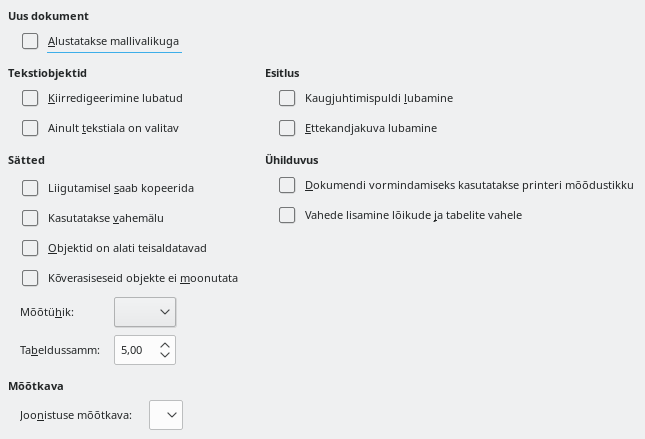 Uus dokument
Alustatakse mallivalikuga
Tekstiobjektid
Kiirredigeerimine lubatud
Ainult tekstiala on valitav
Esitlus
Kaugjuhtimispuldi lubamine
Ettekandjakuva lubamine
Sätted
Liigutamisel saab kopeerida
Kasutatakse vahemälu
Objektid on alati teisaldatavad
Kõverasiseseid objekte ei moonutata
Mõõtühik:
Tabeldussamm: 5,00
Ühilduvus
Dokumendi vormindamiseks kasutatakse printeri mõõdustikku
Vahede lisamine lõikude ja tabelite vahele
Mõõtkava
Joonistuse mõõtkava: